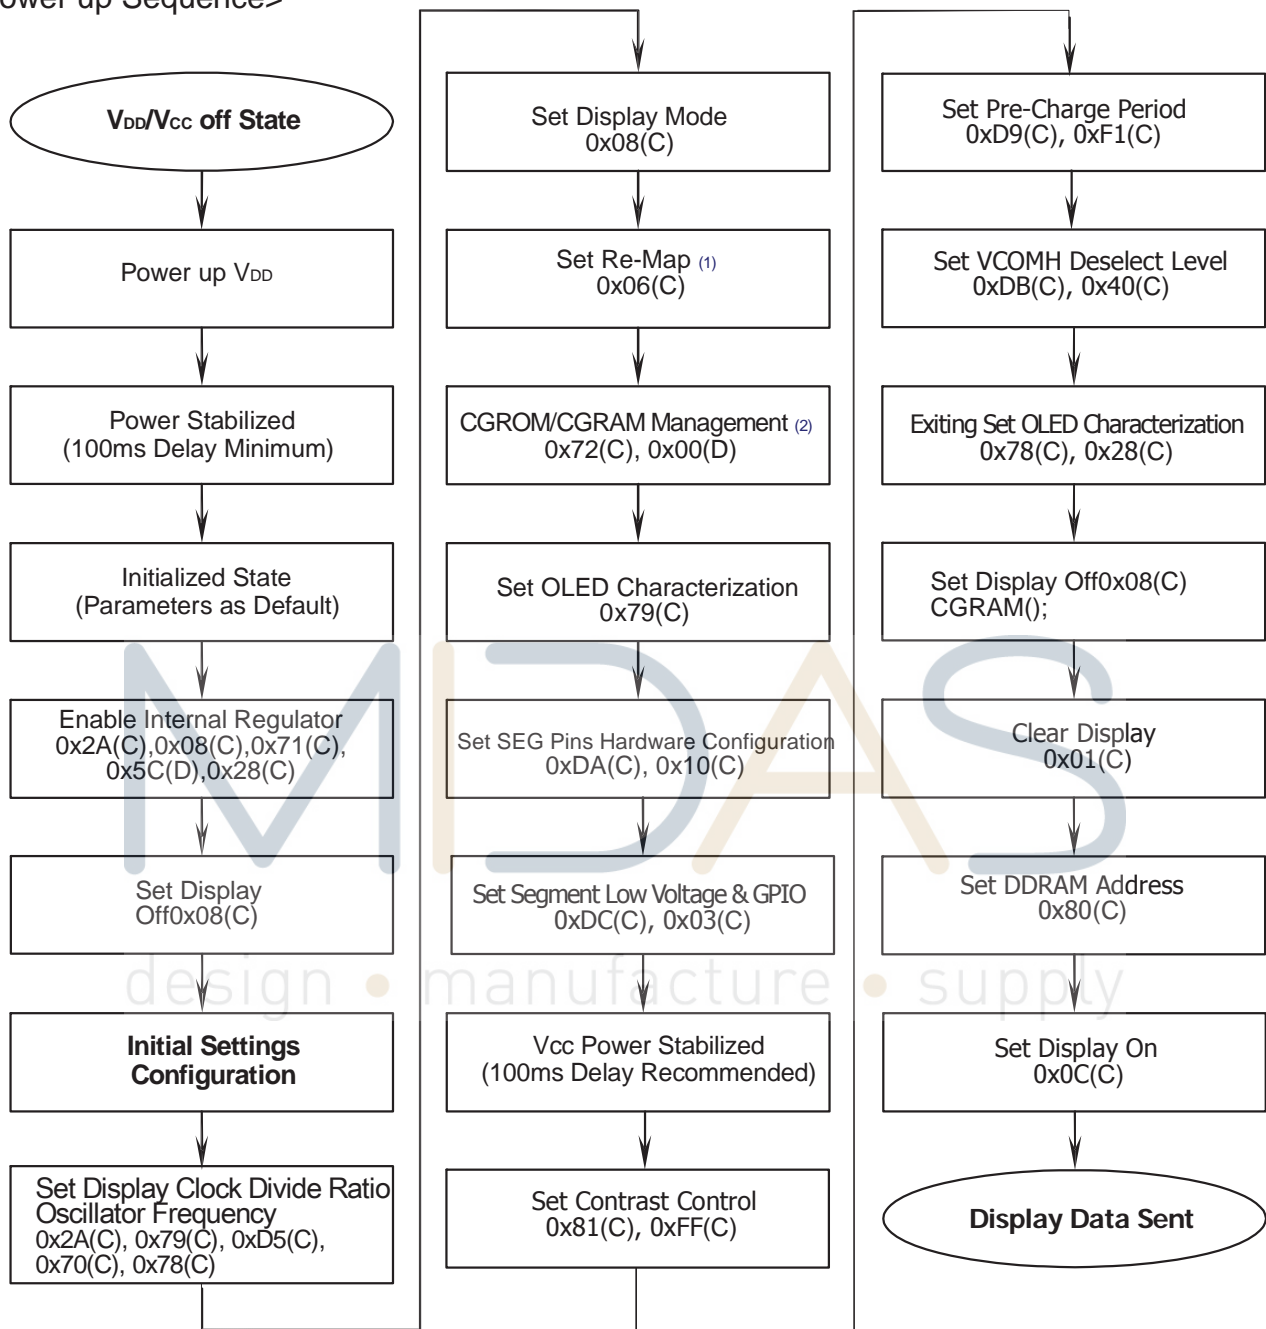 ower up Sequence>
VDD/VCC off State
Power up VDD
Power Stabilized
(100ms Delay Minimum)
Initialized State
(Parameters as Default)
Enable Internal Regulator
0x2A(C),0x08(C),0x71(C),
0x5C(D),0x28(C)
Set Display
Off0x08(C)
Initial Settings
Configuration
Set Display Clock Divide Ratio
Oscillator Frequency
0x2A(C), 0x79(C), 0xD5(C),
0x70(C), 0x78(C)
Set Display Mode
0x08(C)
Set Re-Map (1)
0x06(C)
CGROM/CGRAM Management (2)
0x72(C), 0x00(D)
Set OLED Characterization
0x79(C)
Set SEG Pins Hardware Configuration
0xDA(C), 0x10(C)
Set Segment Low Voltage & GPIO
0xDC(C), 0x03(C)
Vcc Power Stabilized
(100ms Delay Recommended)
Set Contrast Control
0x81(C), 0xFF(C)
Set Pre-Charge Period
0xD9(C), 0xF1(C)
Set VCOMH Deselect Level
0xDB(C), 0x40(C)
Exiting Set OLED Characterization
0x78(C), 0x28(C)
Set Display Off0x08(C)
CGRAM();
Clear Display
0x01(C)
Set DDRAM Address
0x80(C)
Set Display On
0x0C(C)
Display Data Sent
MIDAS
design • manufacture • supply